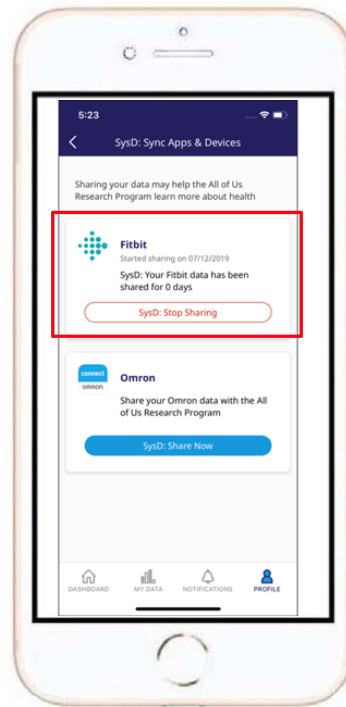 5:23
SysD: Sync Apps & Devices
Sharing your data may help the All of Us
Research Program learn more about health
Fitbit
Started sharing on 07/12/2019
SysD: Your Fitbit data has been
shared for 0 days
SysD: Stop Sharing
connect
omron
Omron
Share your Omron data with the All
of Us Research Program
SysD: Share Now
DASHBOARD MY DATA NOTIFICATIONS PROFILE